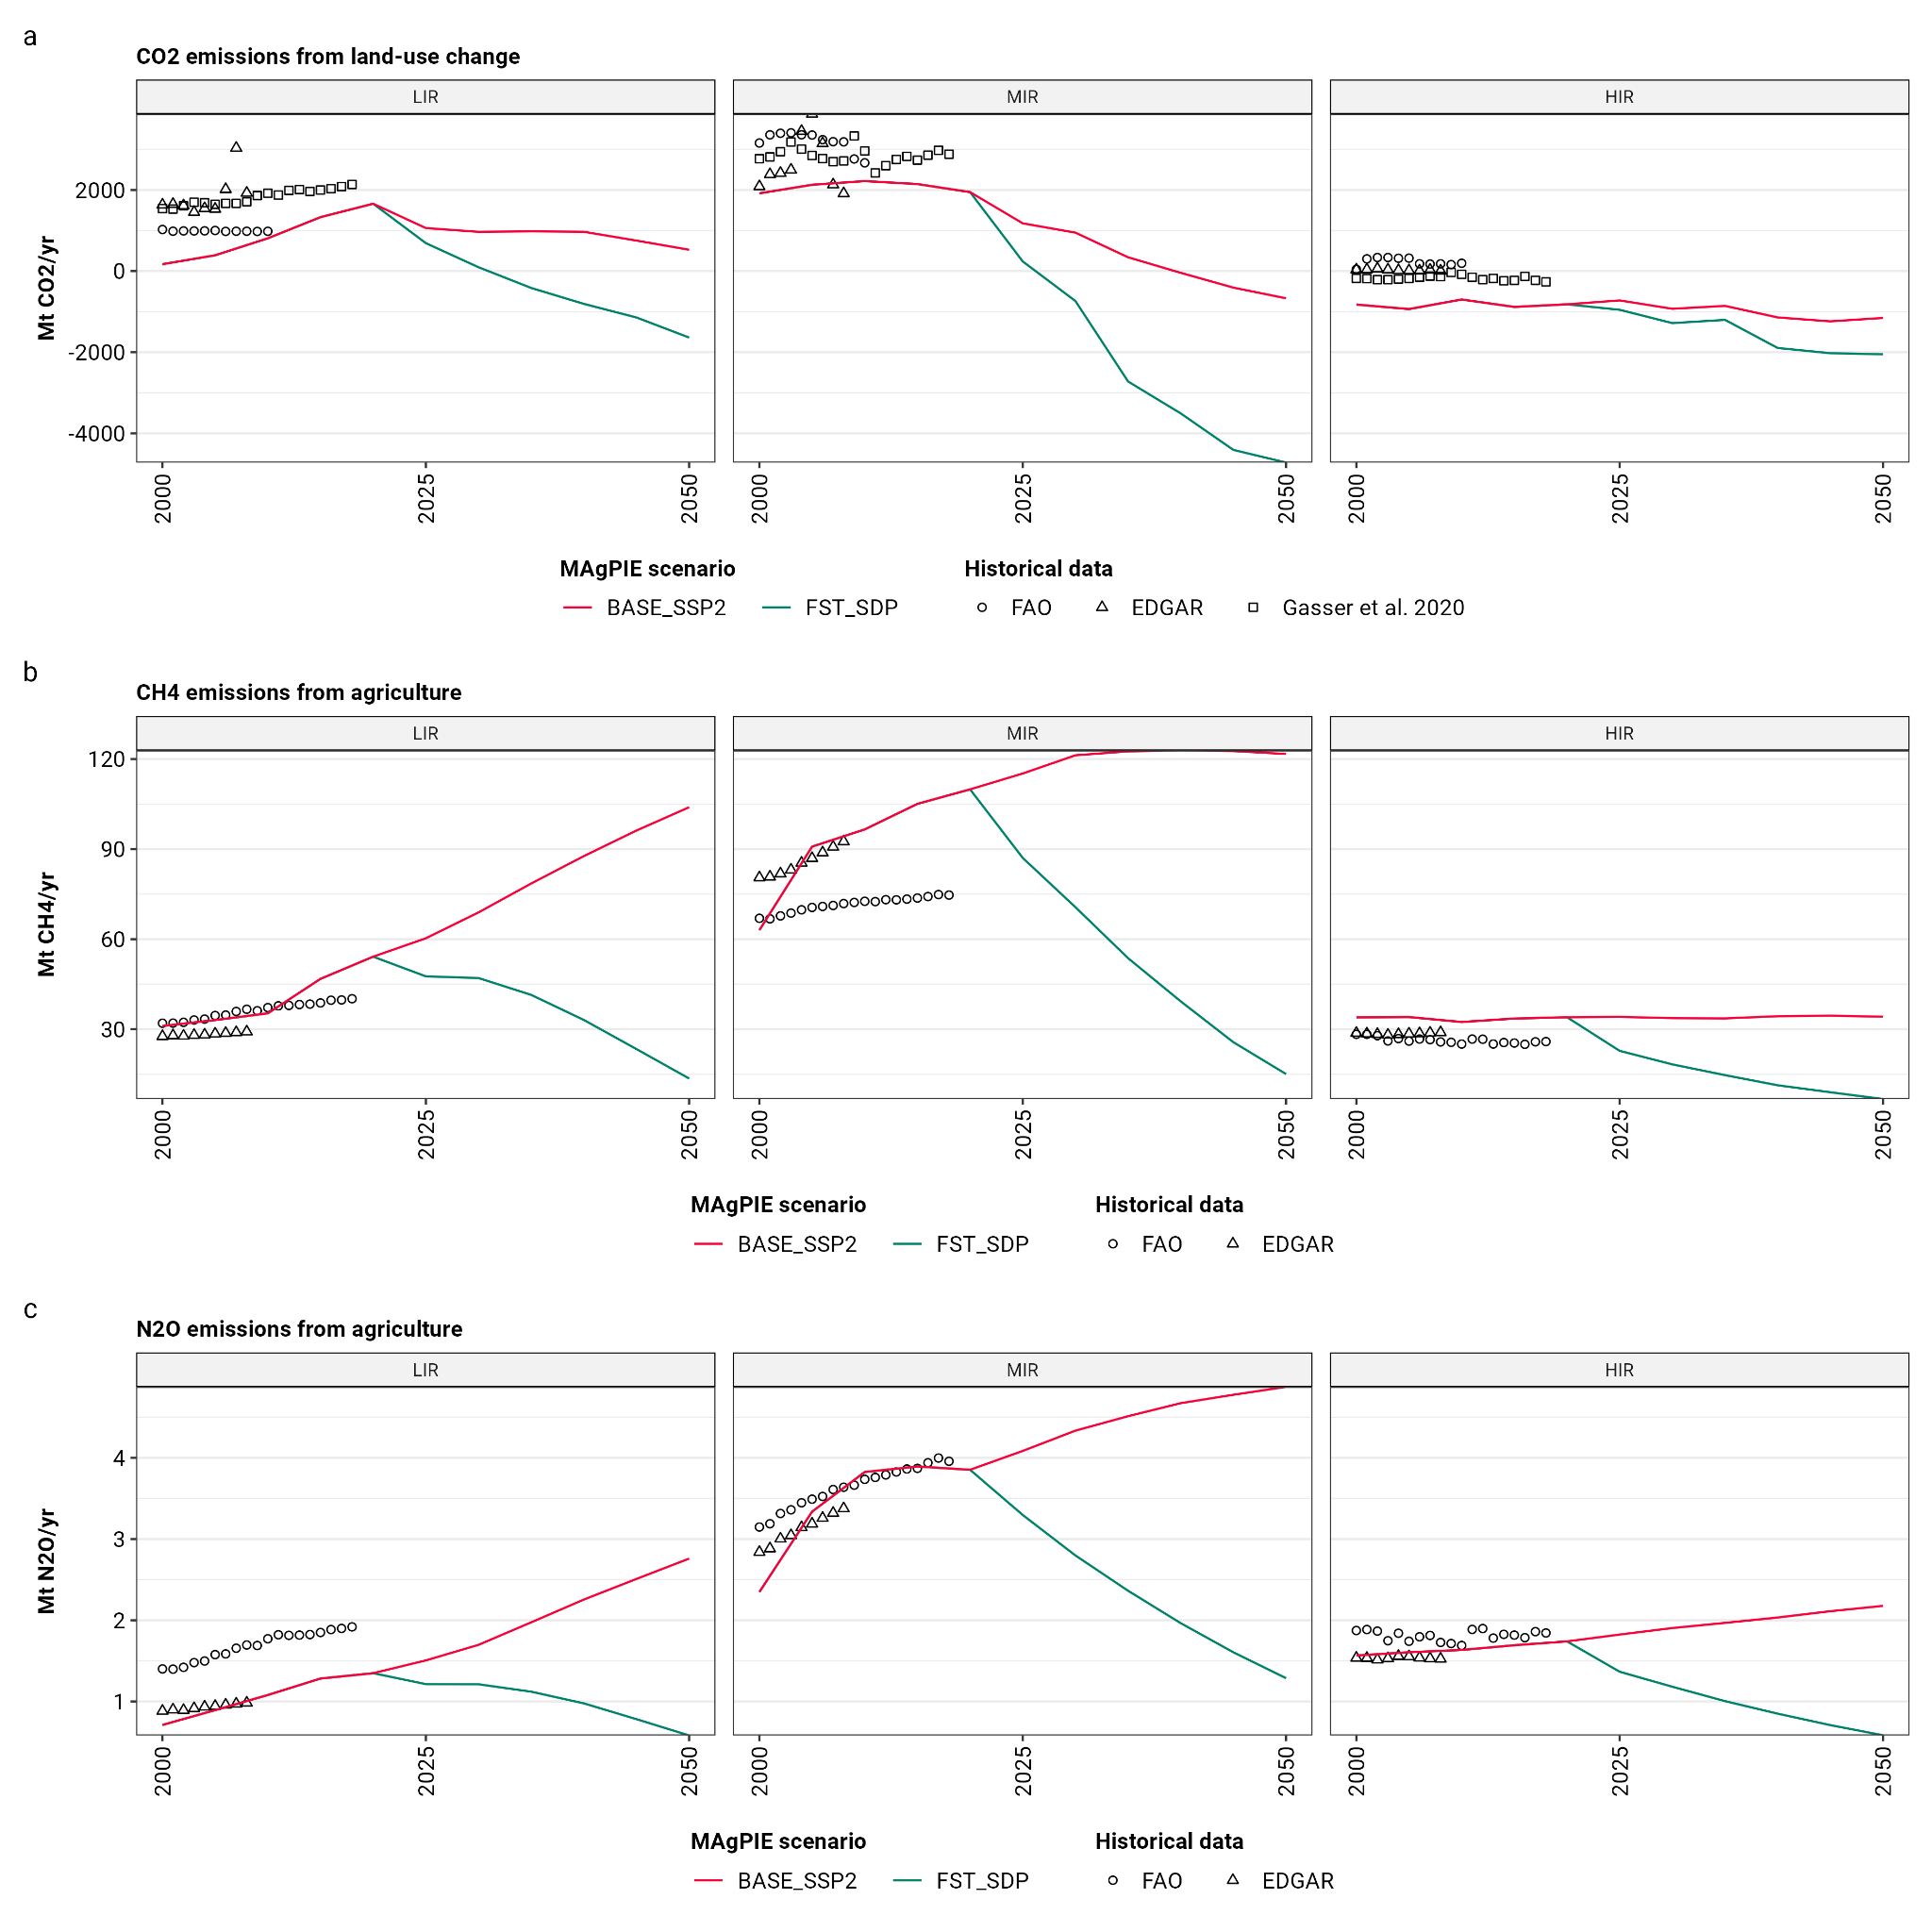 a
CO2 emissions from land-use change
LIR MIR HIR
Mt CO2/yr
2000
0
-2000
-4000
2000 2025 2050 2000 2025 2050 2000 2025 2050
MAgPIE scenario Historical data
BASE_SSP2 FST_SDP FAO EDGAR Gasser et al. 2020
b
CH4 emissions from agriculture
LIR MIR HIR
Mt CH4/yr
120
90
60
30
2000 2025 2050 2000 2025 2050 2000 2025 2050
MAgPIE scenario Historical data
BASE_SSP2 FST_SDP FAO EDGAR
c
N2O emissions from agriculture
LIR MIR HIR
Mt N2O/yr
4
3
2
1
2000 2025 2050 2000 2025 2050 2000 2025 2050
MAgPIE scenario Historical data
BASE_SSP2 FST_SDP FAO EDGAR